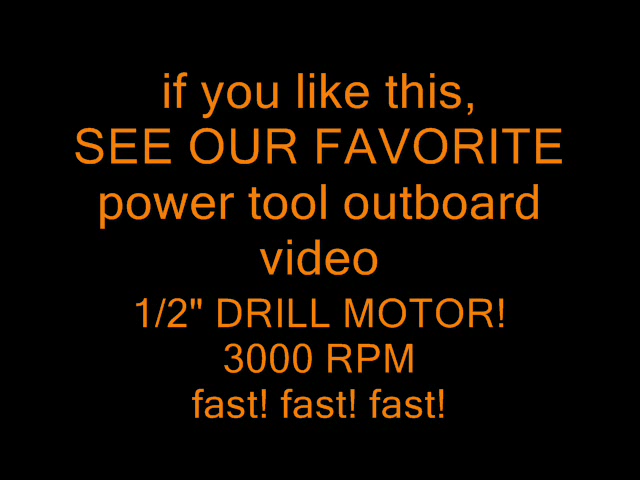 if you like this,
SEE OUR FAVORITE
power tool outboard
video
1/2" DRILL MOTOR!
3000 RPM
fast! fast! fast!